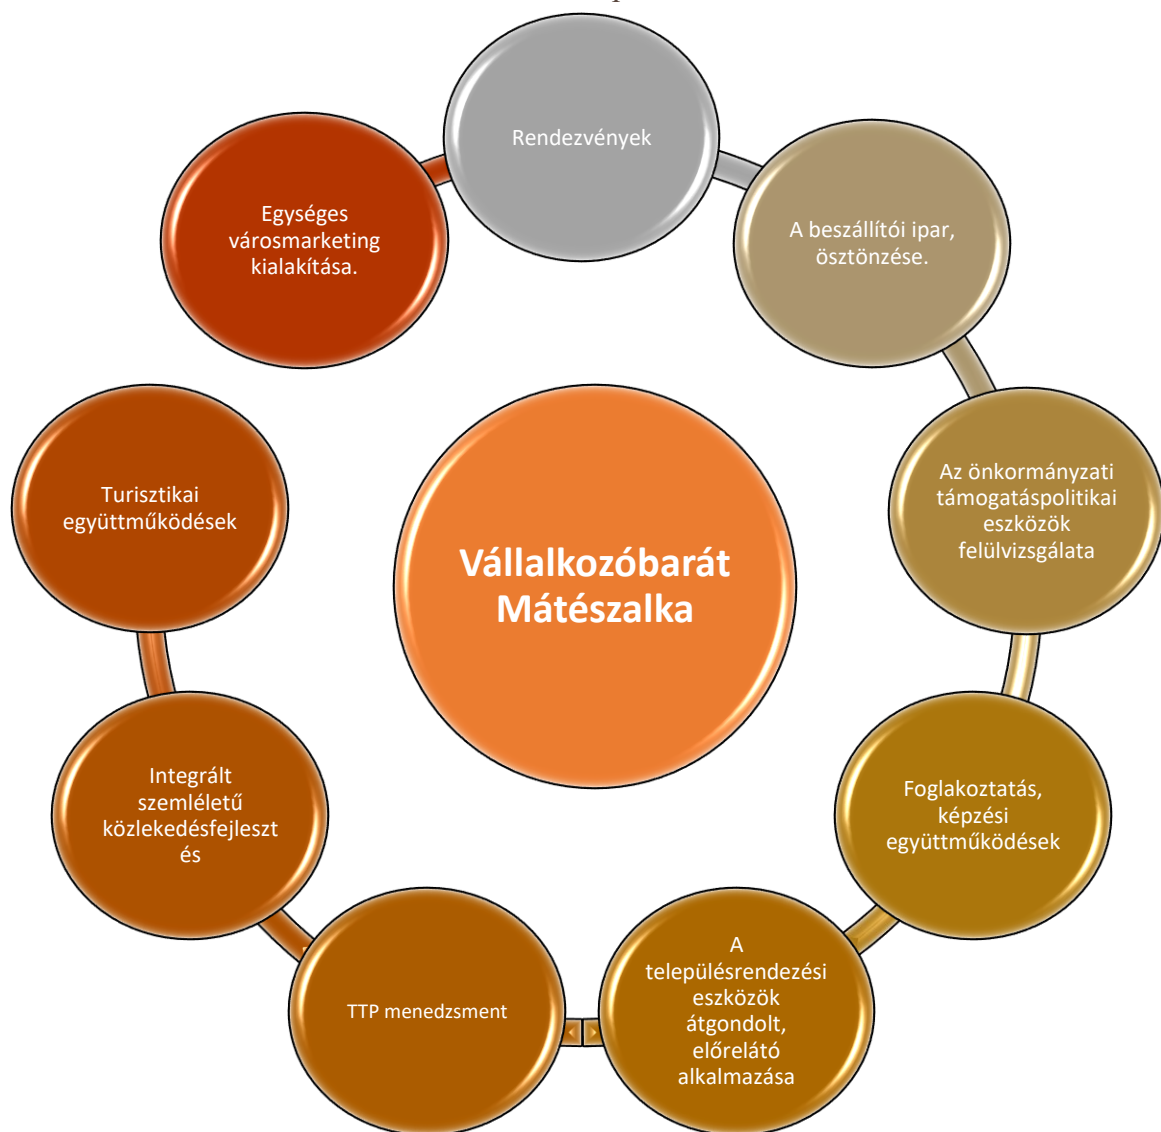 Rendezvények
A beszállítói ipar,
ösztönzése.
Az önkormányzati
támogatáspolitikai
eszközök
felülvizsgálata
Foglakoztatás,
képzési
együttműködések
A
településrendezési
eszközök
átgondolt,
előrelátó
alkalmazása
TTP menedzsment
Integrált
szemléletű
közlekedésfejleszt
és
Turisztikai
együttműködések
Egységes
városmarketing
kialakítása.
Vállalkozóbarát
Mátészalka